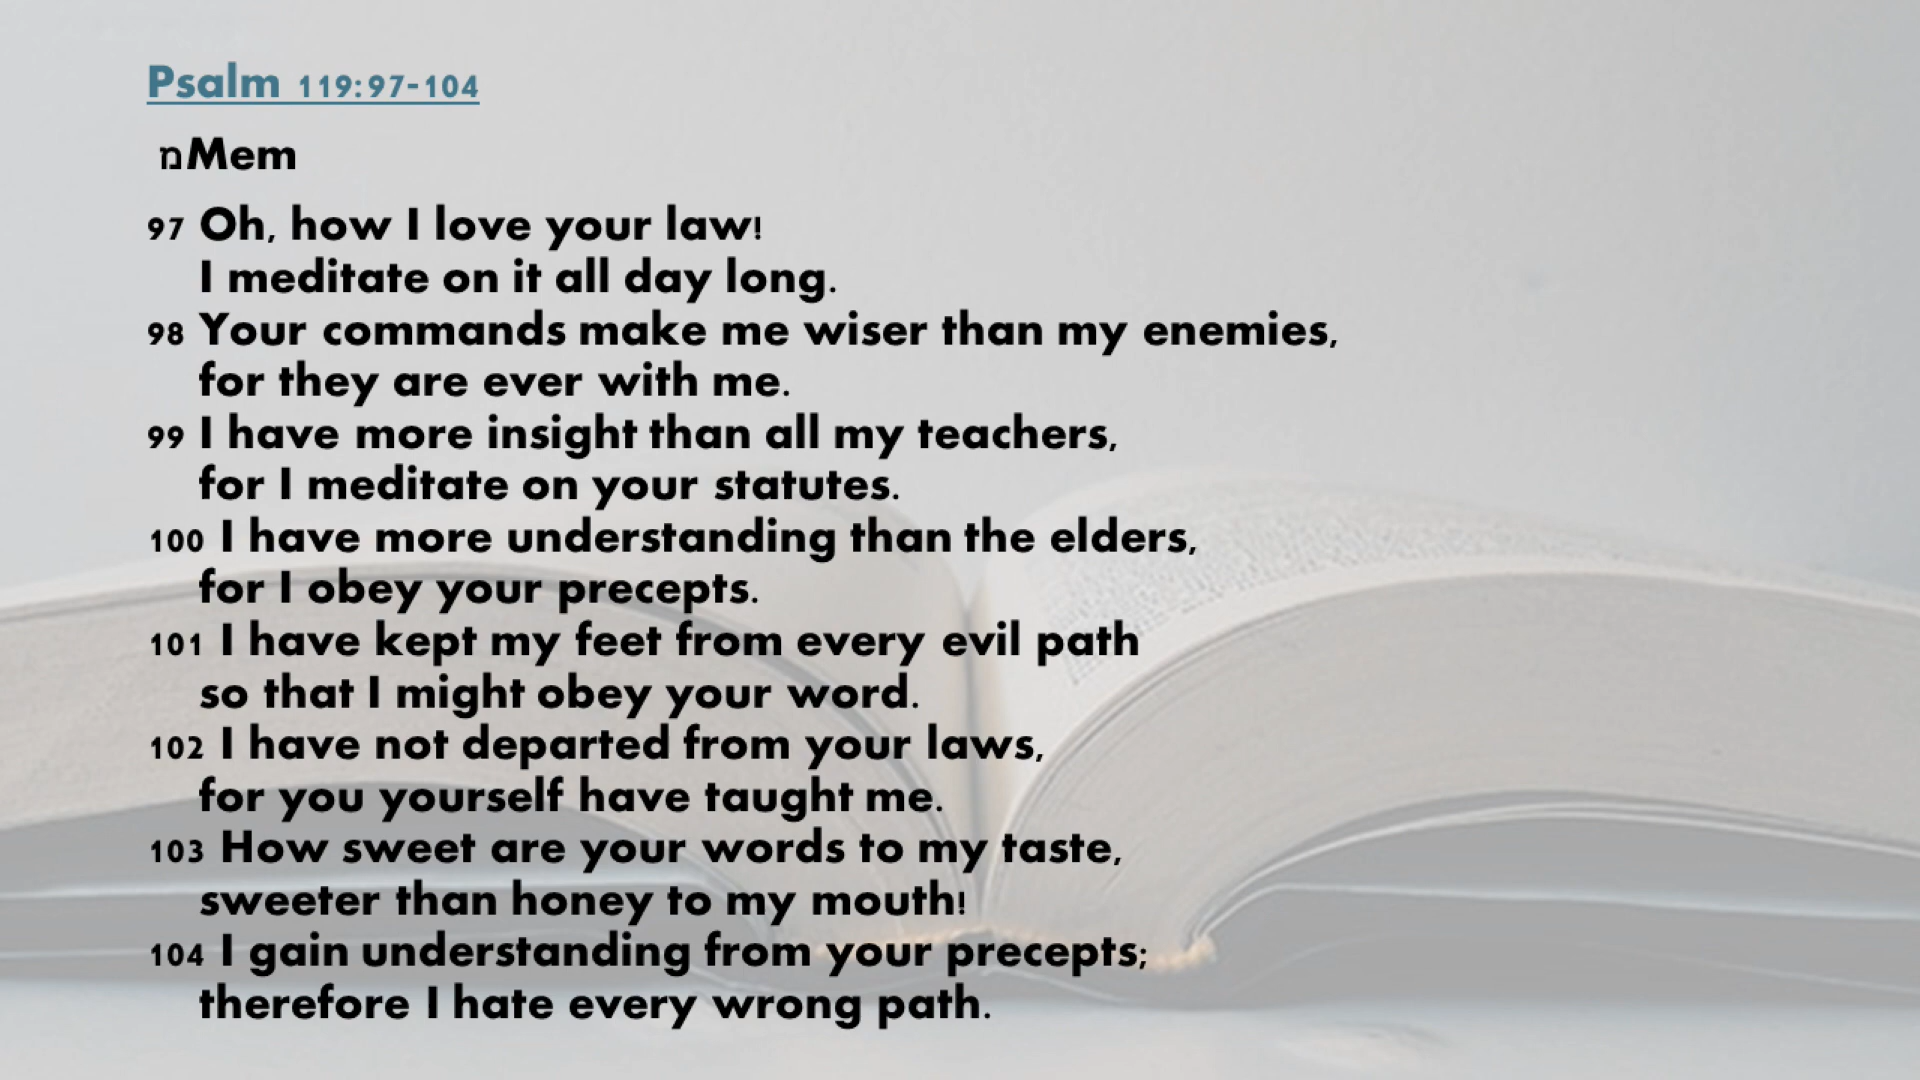 Psalm 119:97-104
מMem
97 Oh, how I love your law!
I meditate on it all day long.
98 Your commands make me wiser than my enemies,
for they are ever with me.
99 I have more insight than all my teachers,
for I meditate on your statutes.
100 I have more understanding than the elders,
for I obey your precepts.
101 I have kept my feet from every evil path
so that I might obey your word.
102 I have not departed from your laws,
for you yourself have taught me.
103 How sweet are your words to my taste,
sweeter than honey to my mouth!
104 I gain understanding from your precepts;
therefore I hate every wrong path.